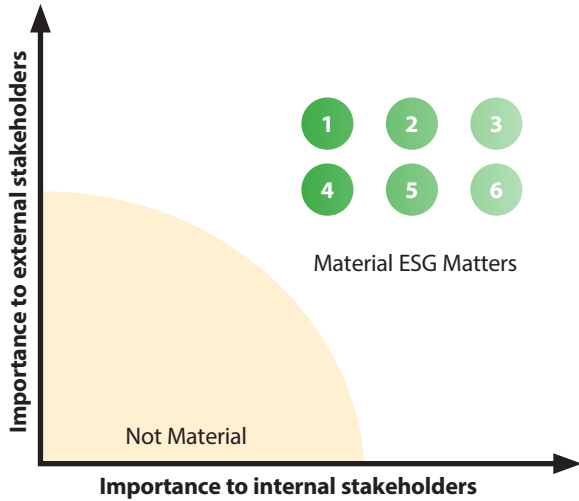 Importance to external stakeholders
1 2 3
4 5 6
Material ESG Matters
Not Material
Importance to internal stakeholders